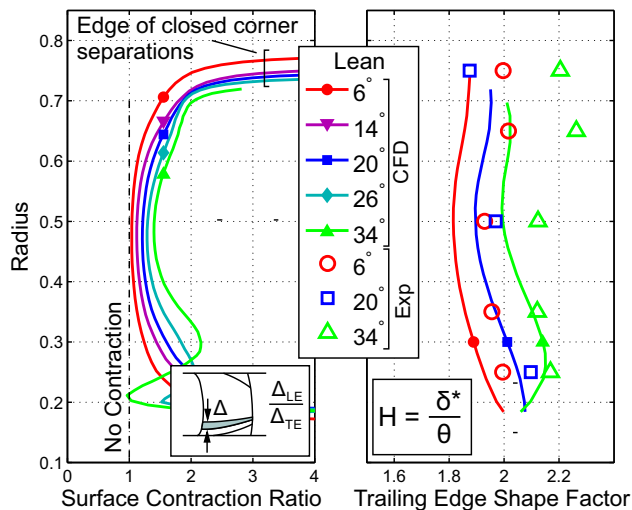 Edge of closed corner
separations
Lean
6°
14°
20°
26°
34°
CFD
6°
20°
34°
Exp
No Contraction
Δ
Δ_LE
Δ_TE
H = δ*
θ
Radius
0.8
0.7
0.6
0.5
0.4
0.3
0.2
0.1
0 1 2 3 4
Surface Contraction Ratio
1.6 1.8 2 2.2
Trailing Edge Shape Factor